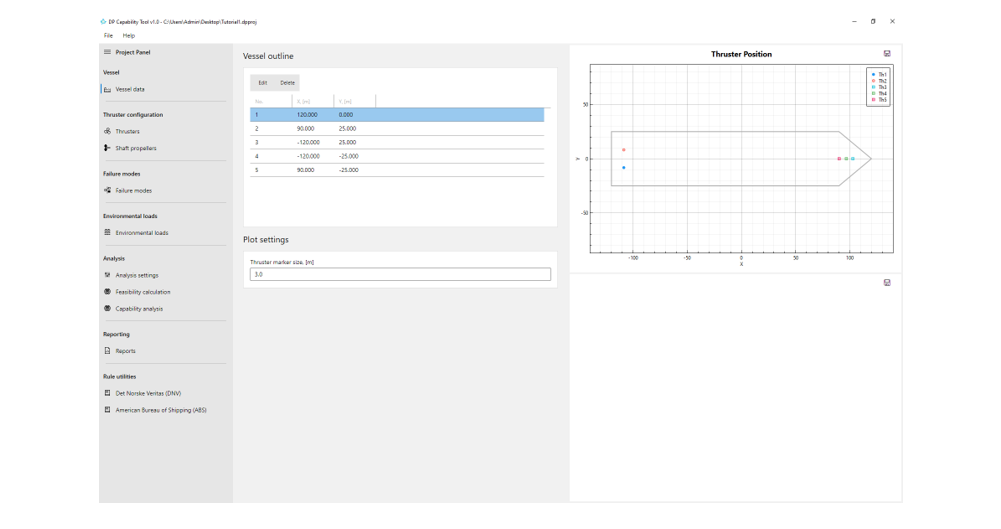 DP Capability Tool v1.0 - C:\Users\Admin\Desktop\Tutorial1.dpproj
File Help
Project Panel
Vessel
Vessel data
Thruster configuration
Thrusters
Shaft propellers
Failure modes
Failure modes
Environmental loads
Environmental loads
Analysis
Analysis settings
Feasibility calculation
Capability analysis
Reporting
Reports
Rule utilities
Det Norske Veritas (DNV)
American Bureau of Shipping (ABS)
Vessel outline
Edit Delete
No. X, [m] Y, [m]
1 120.000 0.000
2 90.000 25.000
3 -120.000 25.000
4 -120.000 -25.000
5 90.000 -25.000
Plot settings
Thruster marker size, [m]
3.0
Thruster Position
Th1
Th2
Th3
Th4
Th5
50
Y 0
-50
-100 -50 0 50 100
X